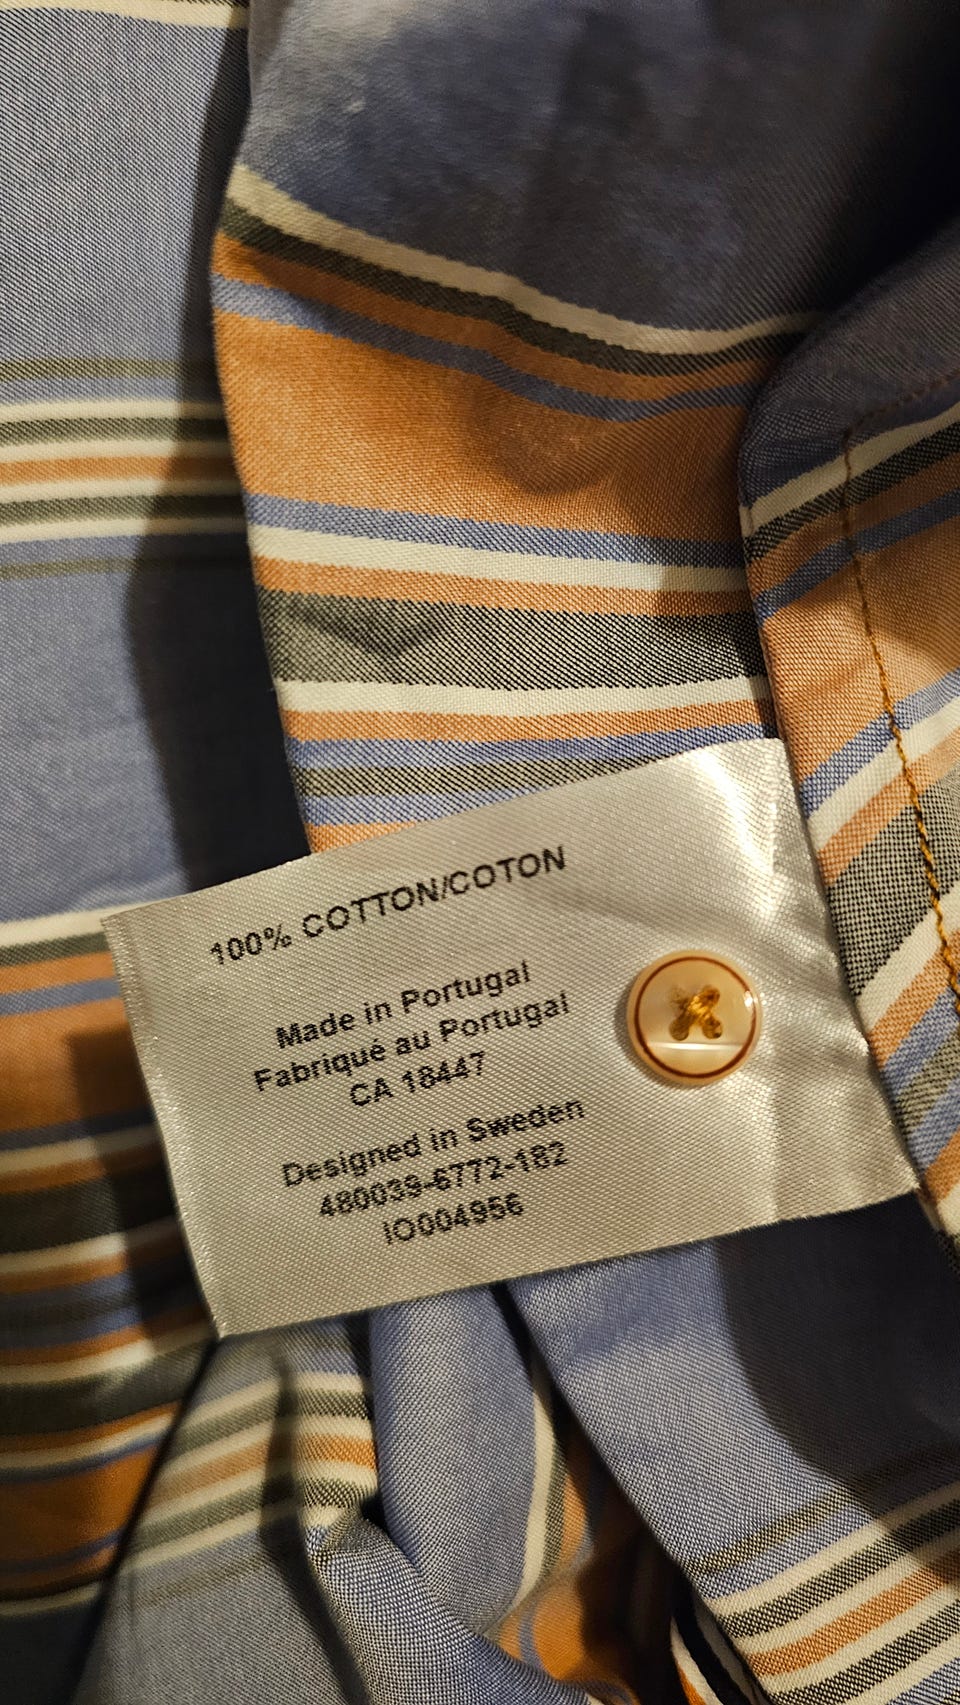 100% COTTON/COTON
Made in Portugal
Fabriqué au Portugal
CA 18447
Designed in Sweden
480039-6772-182
IO004956